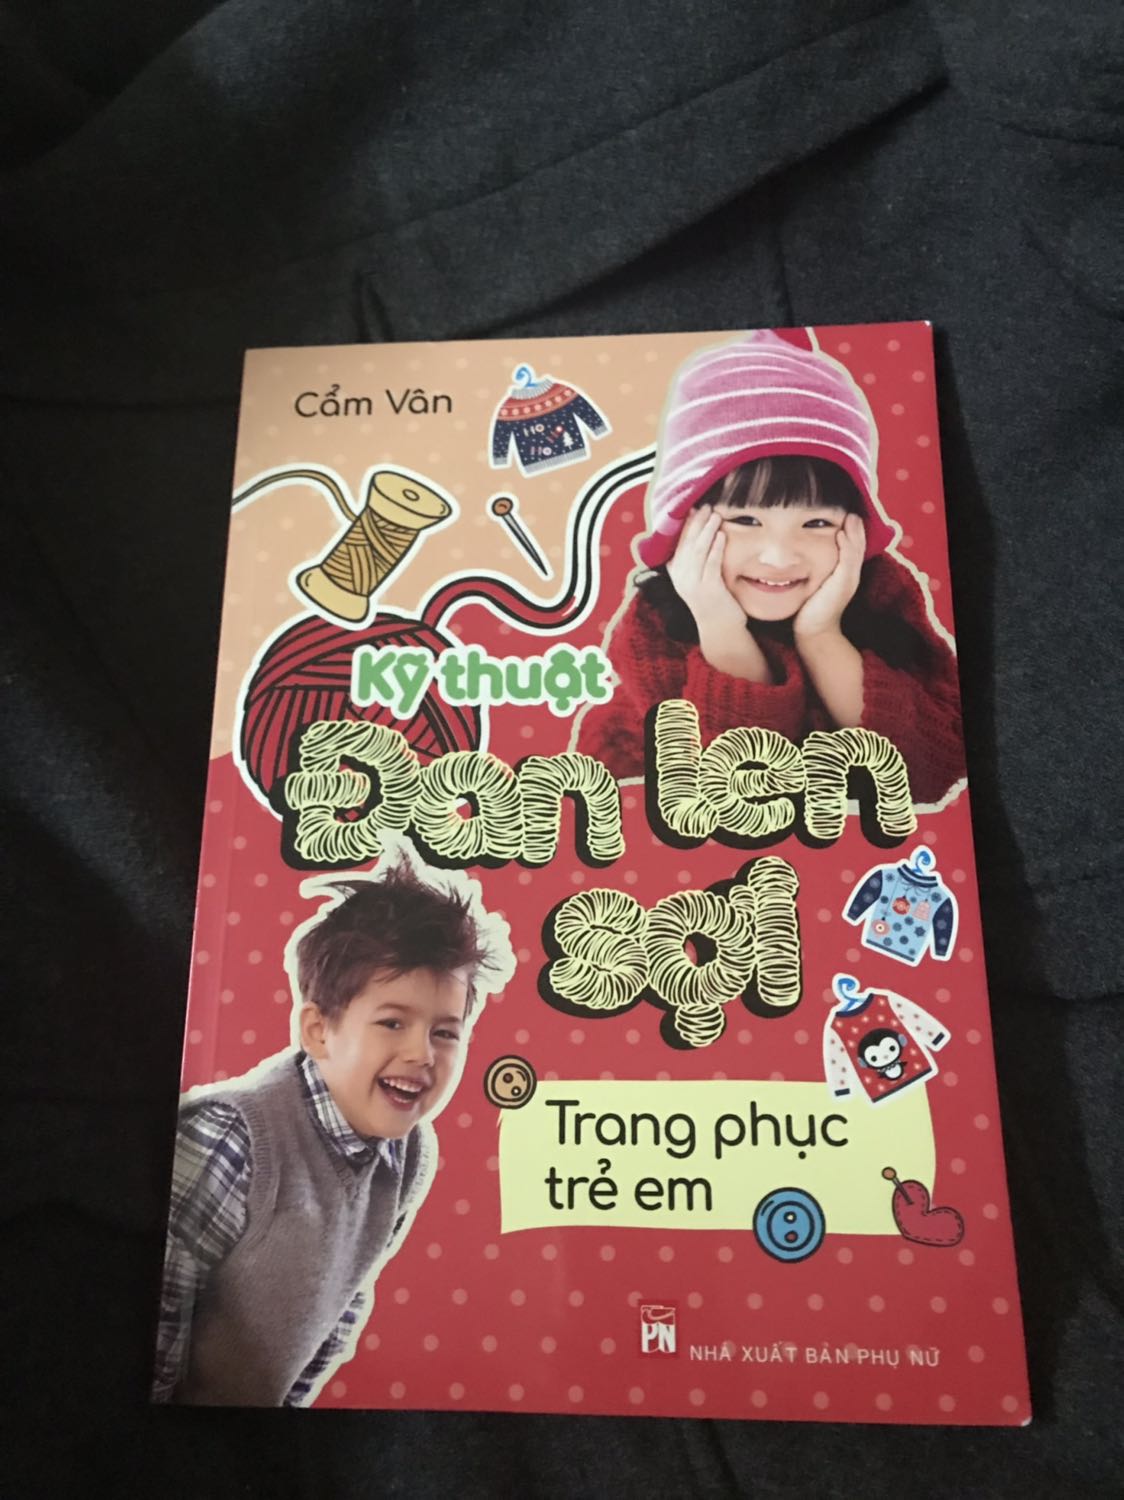 Cẩm Vân
Kỹ thuật
Đan len
sợi
Trang phục
trẻ em
PN
NHÀ XUẤT BẢN PHỤ NỮ